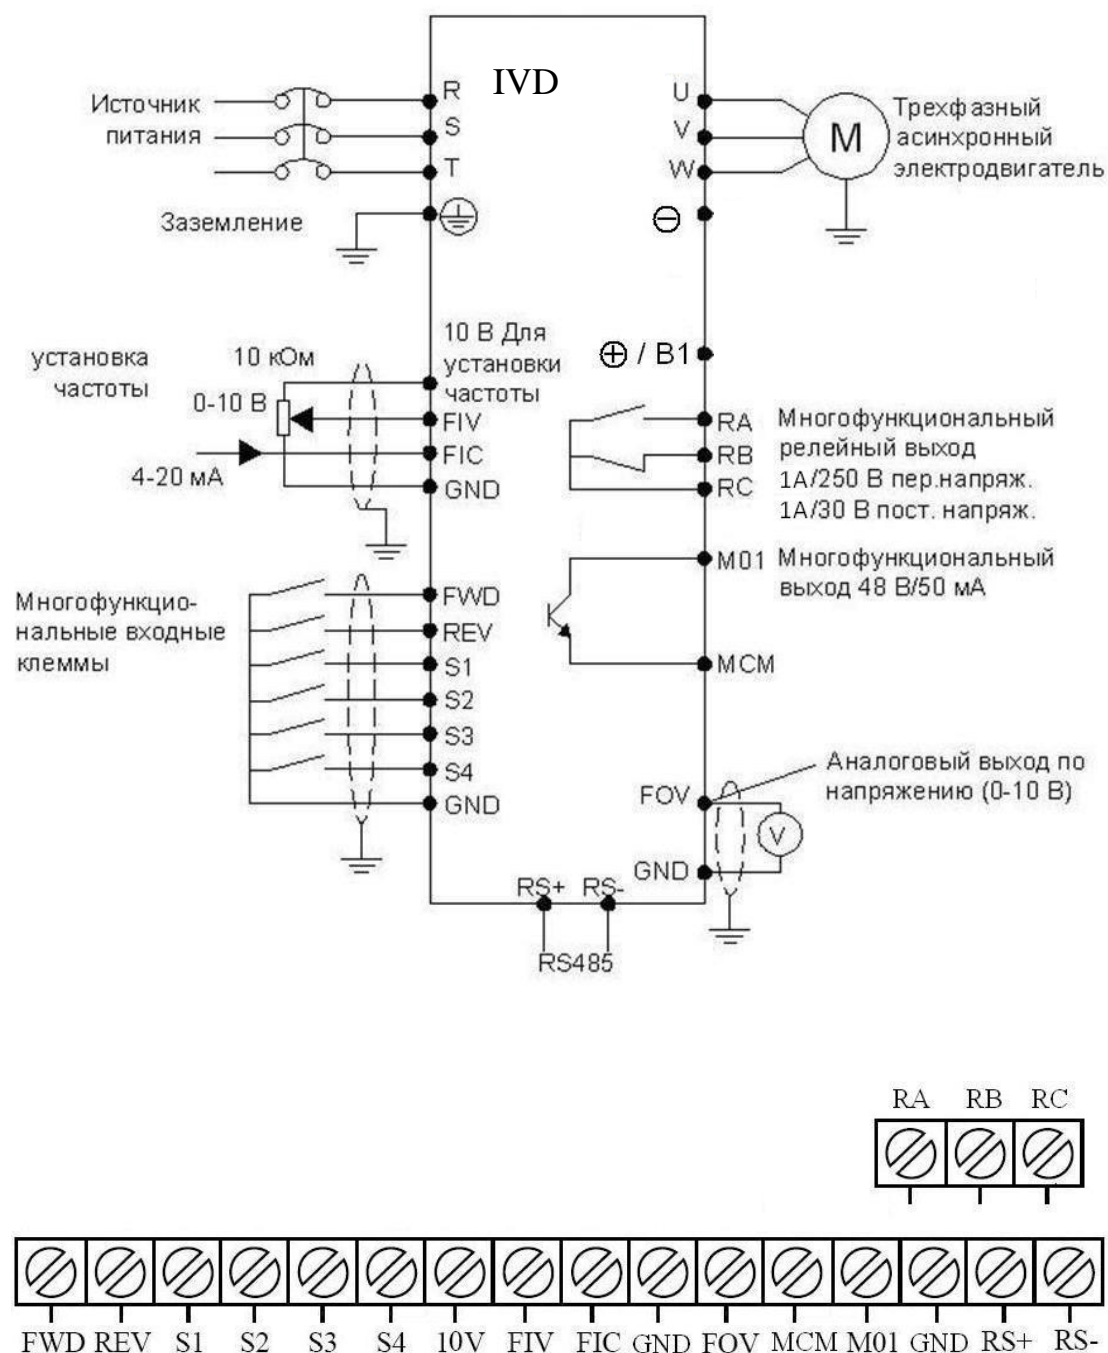 IVD
Источник
питания
R
S
T
Заземление
U
V
W
M
Трехфазный
асинхронный
электродвигатель
установка
частоты
10 кОм
0-10 В
4-20 мА
10 В Для
установки
частоты
FIV
FIC
GND
/ B1
RA
RB
RC
Многофункциональный
релейный выход
1A/250 В пер.напряж.
1A/30 В пост. напряж.
M01
Многофункциональный
выход 48 В/50 мА
MCM
Многофункцио-
нальные входные
клеммы
FWD
REV
S1
S2
S3
S4
GND
FOV
GND
V
Аналоговый выход по
напряжению (0-10 В)
RS+ RS-
RS485
RA RB RC
FWD REV S1 S2 S3 S4 10V FIV FIC GND FOV MCM M01 GND RS+ RS-